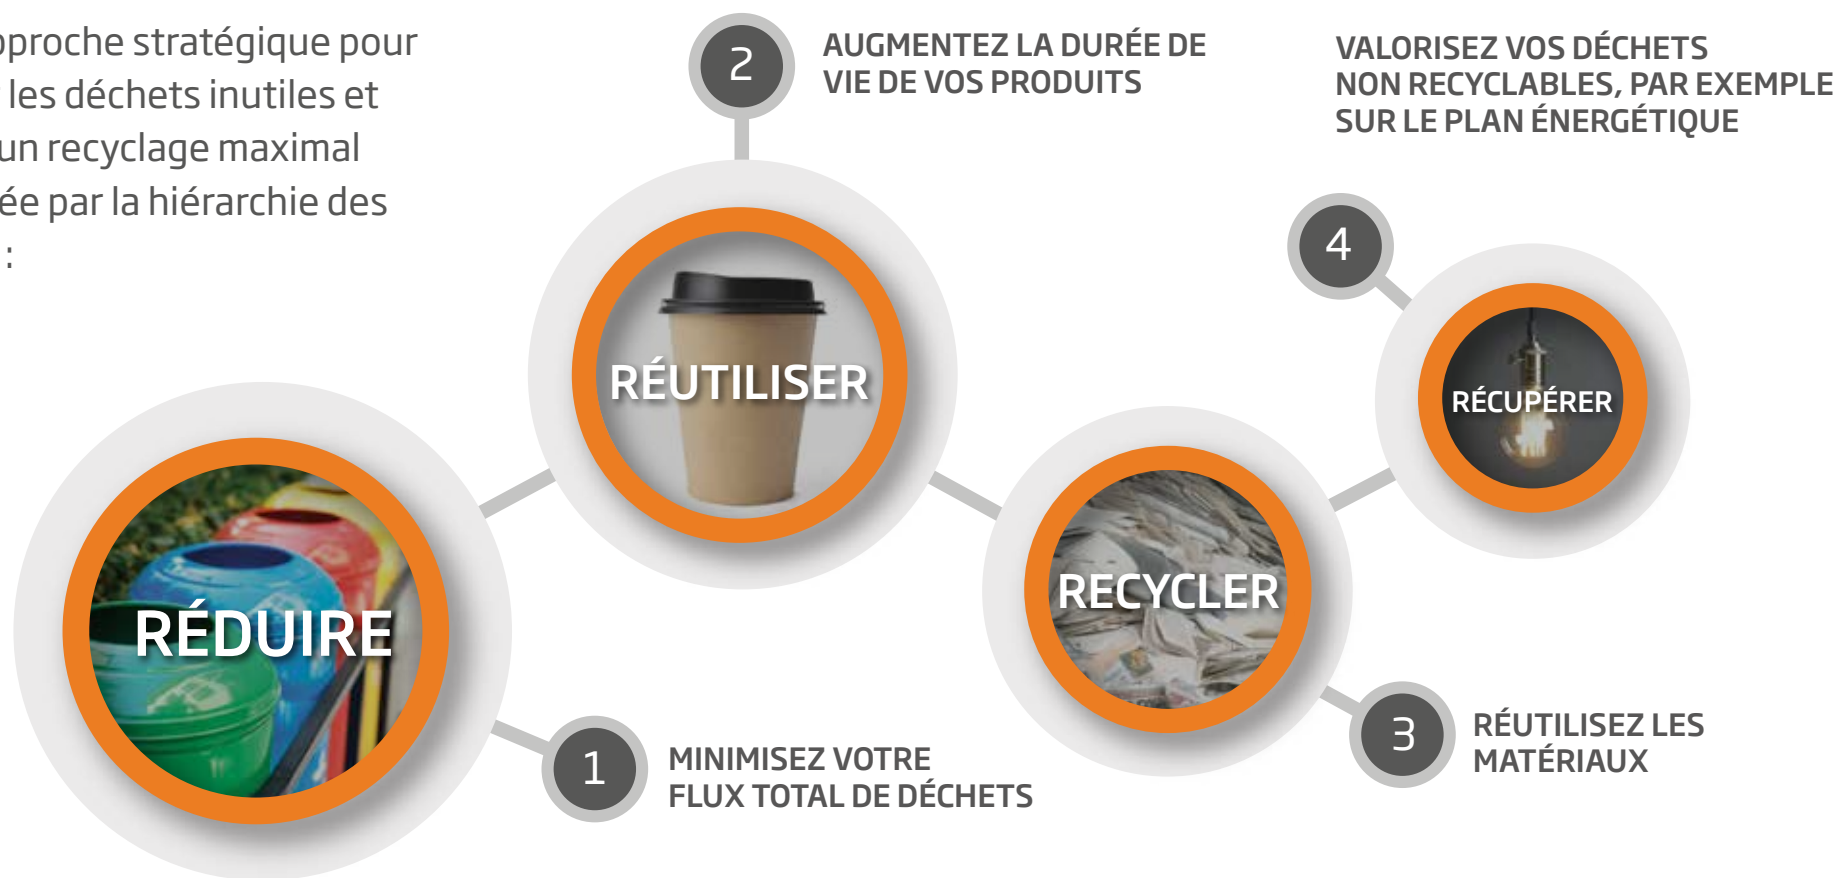 pproche stratégique pour
les déchets inutiles et
un recyclage maximal
ée par la hiérarchie des
:
2
AUGMENTEZ LA DURÉE DE
VIE DE VOS PRODUITS
VALORISEZ VOS DÉCHETS
NON RECYCLABLES, PAR EXEMPLE
SUR LE PLAN ÉNERGÉTIQUE
4
RÉUTILISER
RÉCUPÉRER
RÉDUIRE
RECYCLER
1
MINIMISEZ VOTRE
FLUX TOTAL DE DÉCHETS
3
RÉUTILISEZ LES
MATÉRIAUX